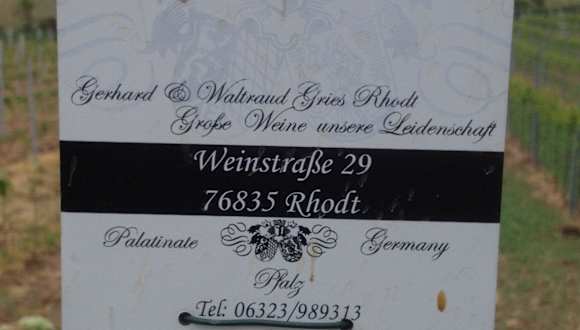 Gerhard & Waltraud Gries Rhodt
Große Weine unsere Leidenschaft
Weinstraße 29
76835 Rhodt
Palatinate Germany
Pfalz
Tel: 06323/989313